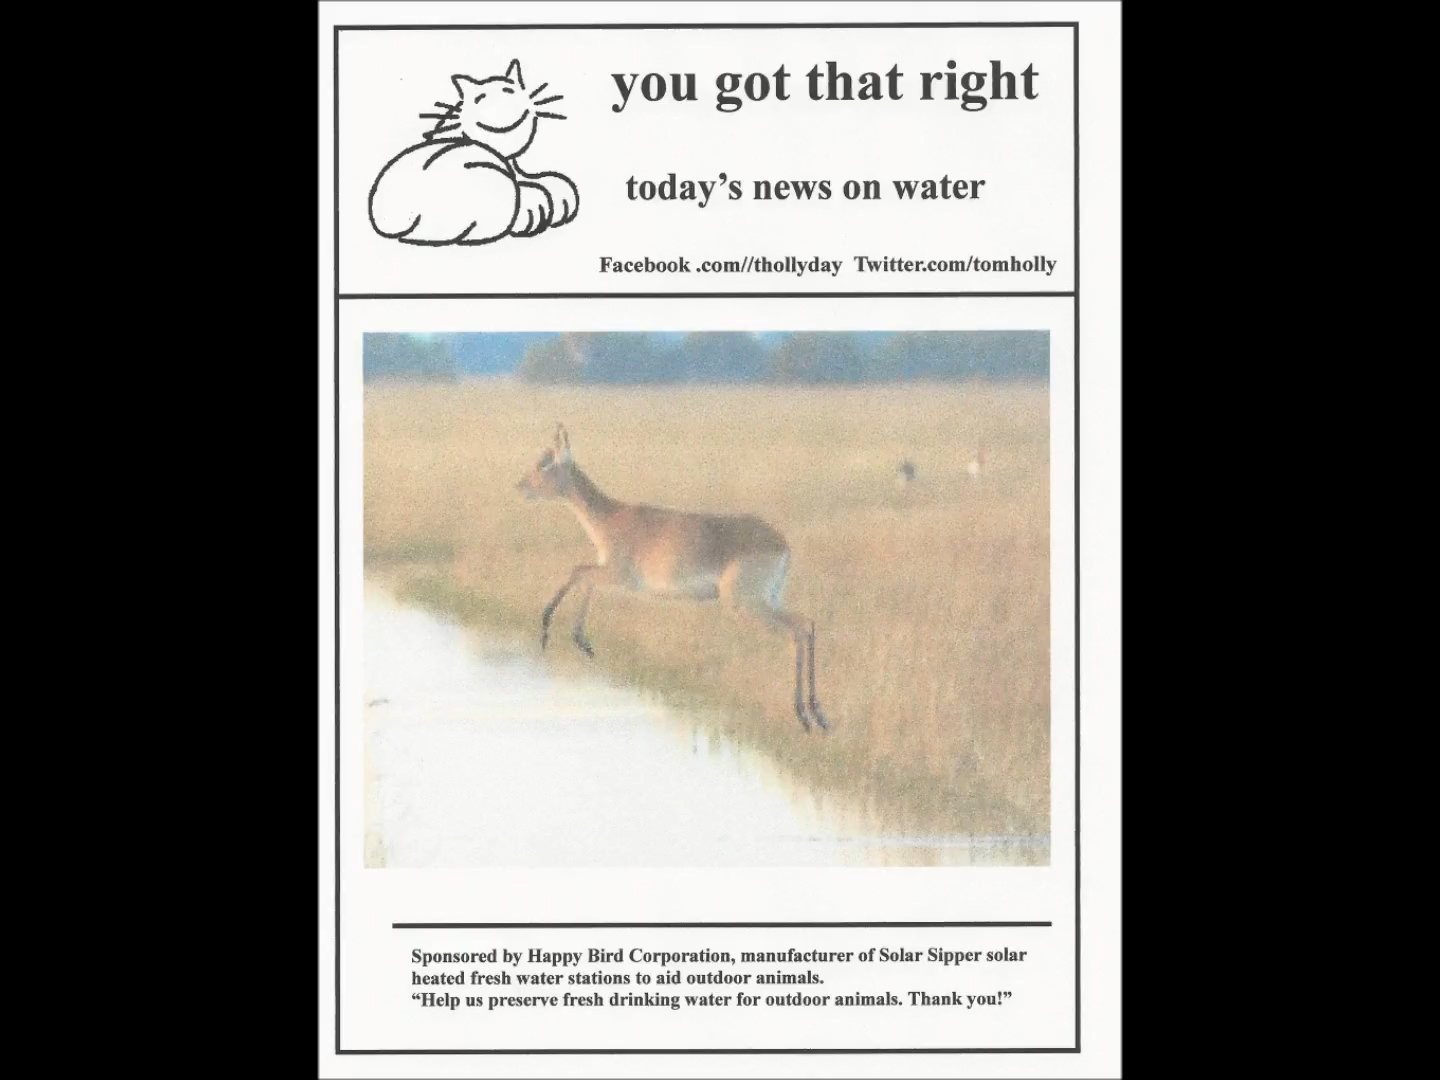 you got that right
today’s news on water
Facebook .com//thollyday Twitter.com/tomholly
Sponsored by Happy Bird Corporation, manufacturer of Solar Sipper solar
heated fresh water stations to aid outdoor animals.
“Help us preserve fresh drinking water for outdoor animals. Thank you!”